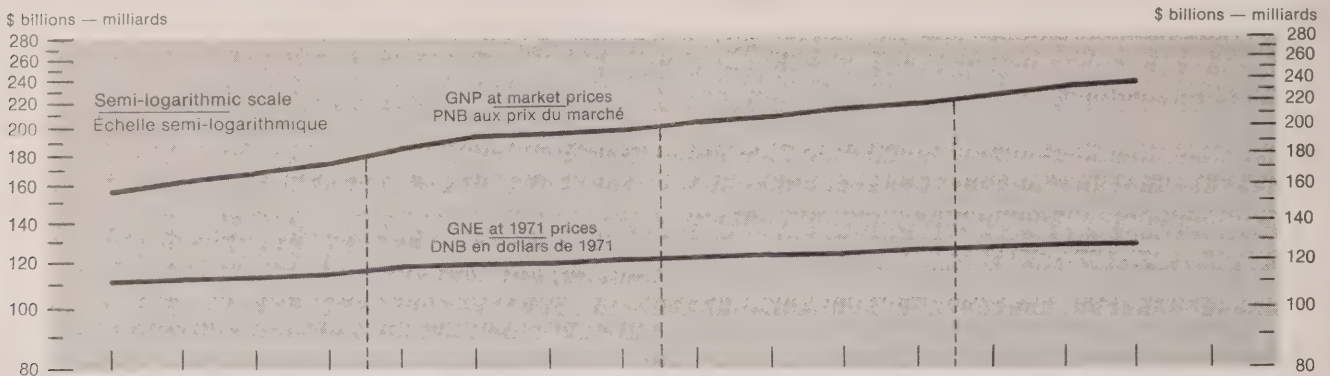 $ billions — milliards
$ billions — milliards
280
260
240
220
200
180
160
140
120
100
80
Semi-logarithmic scale
Échelle semi-logarithmique
GNP at market prices
PNB aux prix du marché
GNE at 1971 prices
DNB en dollars de 1971
280
260
240
220
200
180
160
140
120
100
80